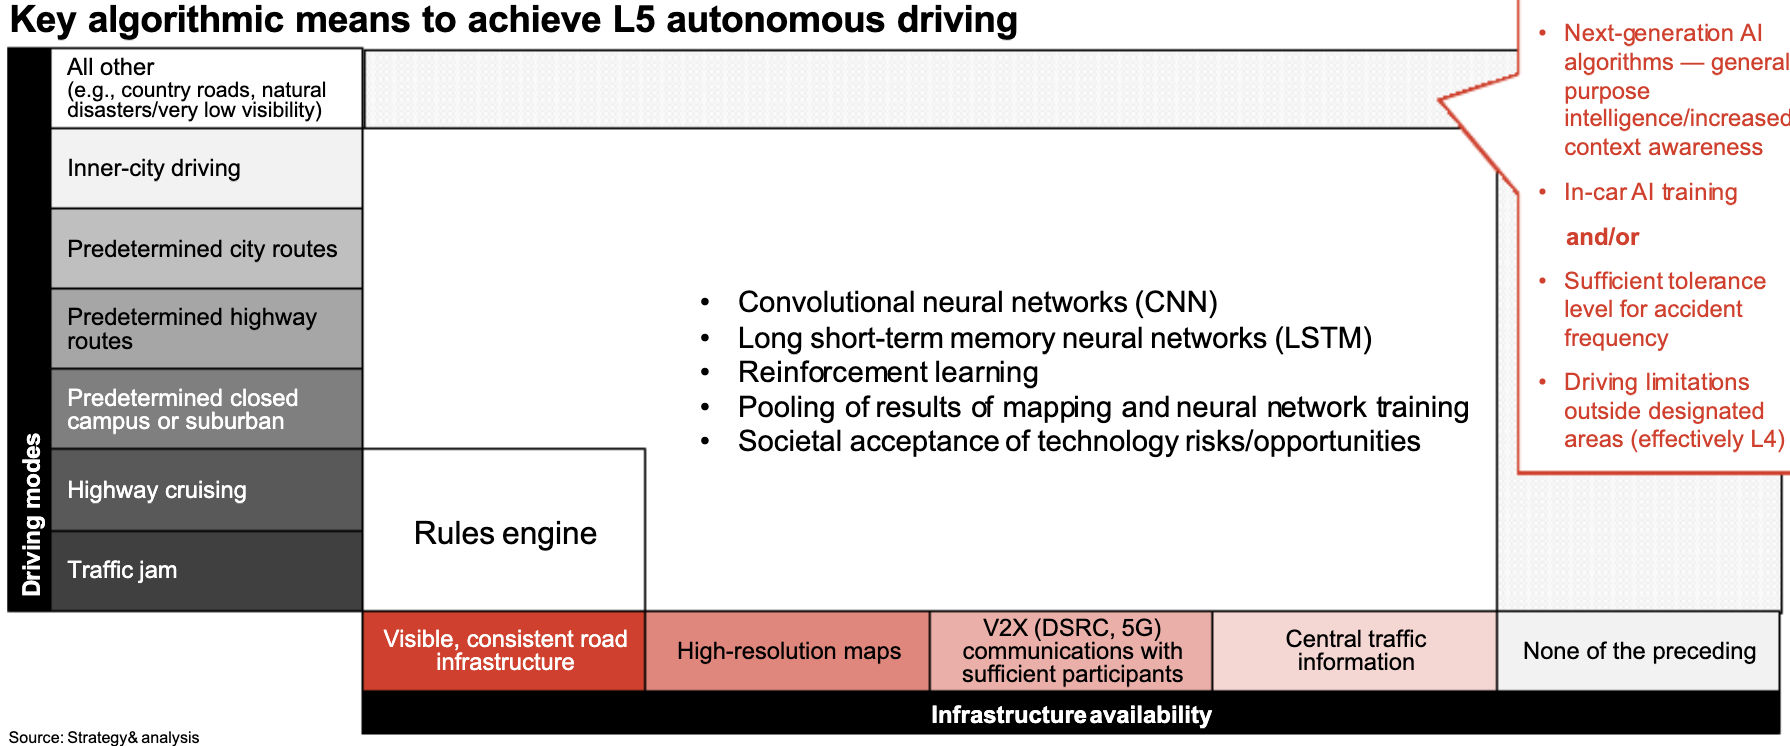 Key algorithmic means to achieve L5 autonomous driving
All other
(e.g., country roads, natural
disasters/very low visibility)
Inner-city driving
Predetermined city routes
Predetermined highway
routes
Predetermined closed
campus or suburban
Highway cruising
Traffic jam
Driving modes
Rules engine
• Convolutional neural networks (CNN)
• Long short-term memory neural networks (LSTM)
• Reinforcement learning
• Pooling of results of mapping and neural network training
• Societal acceptance of technology risks/opportunities
• Next-generation AI
algorithms — general
purpose
intelligence/increased
context awareness
• In-car AI training
and/or
• Sufficient tolerance
level for accident
frequency
• Driving limitations
outside designated
areas (effectively L4)
Visible, consistent road
infrastructure
High-resolution maps
V2X (DSRC, 5G)
communications with
sufficient participants
Central traffic
information
None of the preceding
Infrastructure availability
Source: Strategy& analysis